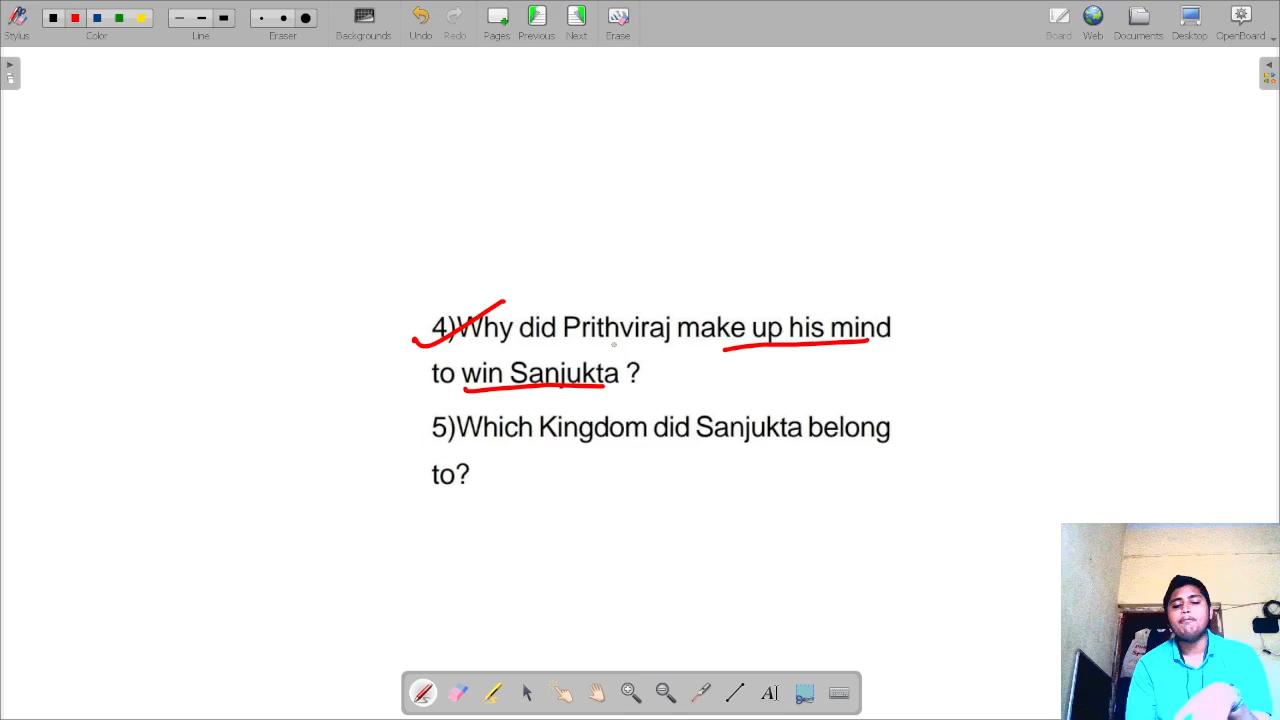 Stylus Color Line Eraser Backgrounds Undo Redo Pages Previous Next Erase Board Web Documents Desktop OpenBoard
4)Why did Prithviraj make up his mind
to win Sanjukta ?
5)Which Kingdom did Sanjukta belong
to?